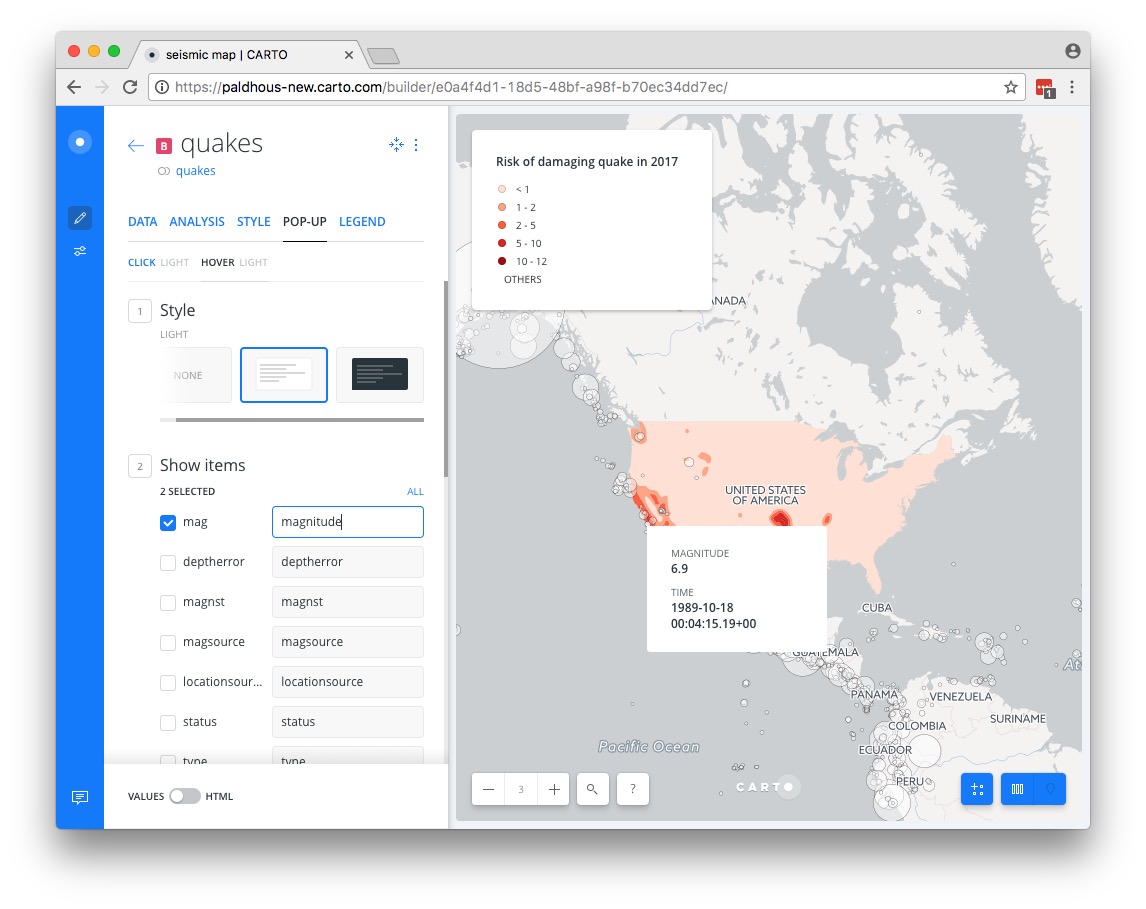 seismic map | CARTO
https://paldhous-new.carto.com/builder/e0a4f4d1-18d5-48bf-a98f-b70ec34dd7ec/
1
B quakes
quakes
DATA ANALYSIS STYLE POP-UP LEGEND
CLICK LIGHT HOVER LIGHT
1 Style
LIGHT
NONE
2 Show items
2 SELECTED ALL
mag magnitude
deptherror deptherror
magnst magnst
magsource magsource
locationsour... locationsource
status status
type type
VALUES HTML
Risk of damaging quake in 2017
< 1
1 - 2
2 - 5
5 - 10
10 - 12
OTHERS
ANADA
UNITED STATES
OF AMERICA
MAGNITUDE
6.9
TIME
1989-10-18
00:04:15.19+00
CUBA
GUATEMALA
At
PANAMA
VENEZUELA
SURINAME
COLOMBIA
Pacific Ocean
ECUADOR
PERU
3
?
CARTO